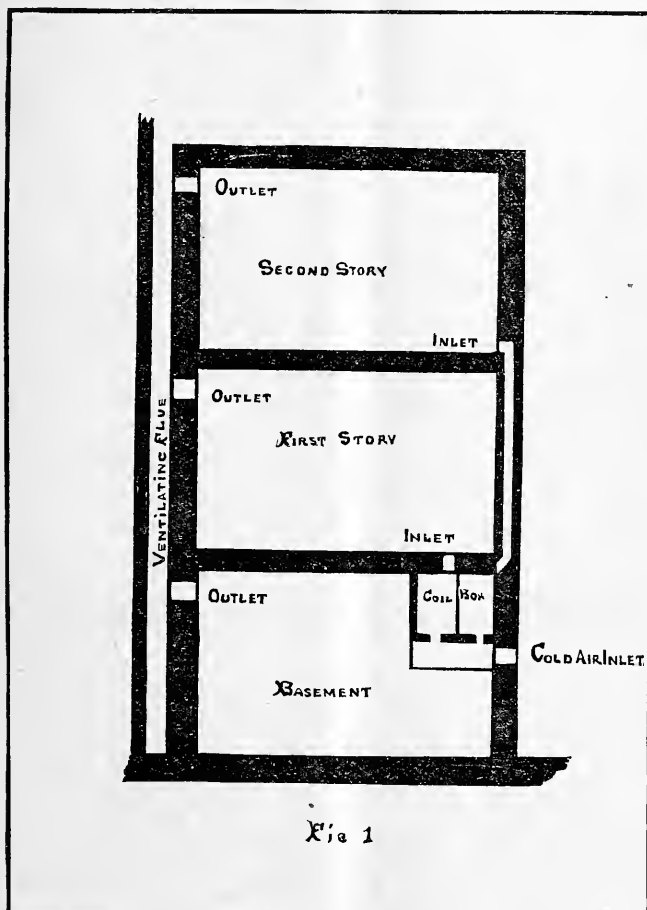 OUTLET
SECOND STORY
INLET
OUTLET
FIRST STORY
VENTILATING FLUE
INLET
COIL BOX
OUTLET
COLD AIR INLET.
BASEMENT
Fig 1